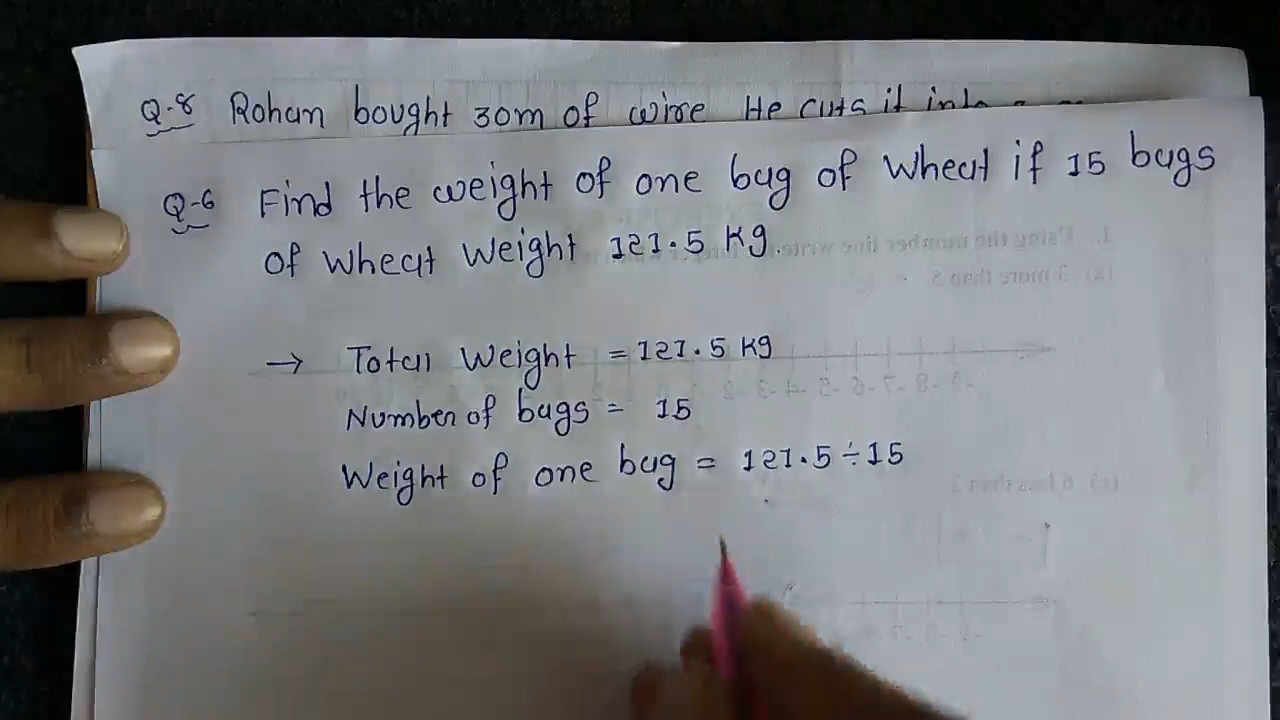 Q-8 Rohan bought 30m of wire He cuts it into
Q-6 Find the weight of one bag of wheat if 15 bags
of wheat weight 121.5 Kg.
→ Total Weight = 121.5 Kg
Number of bags = 15
Weight of one bag = 121.5 ÷ 15